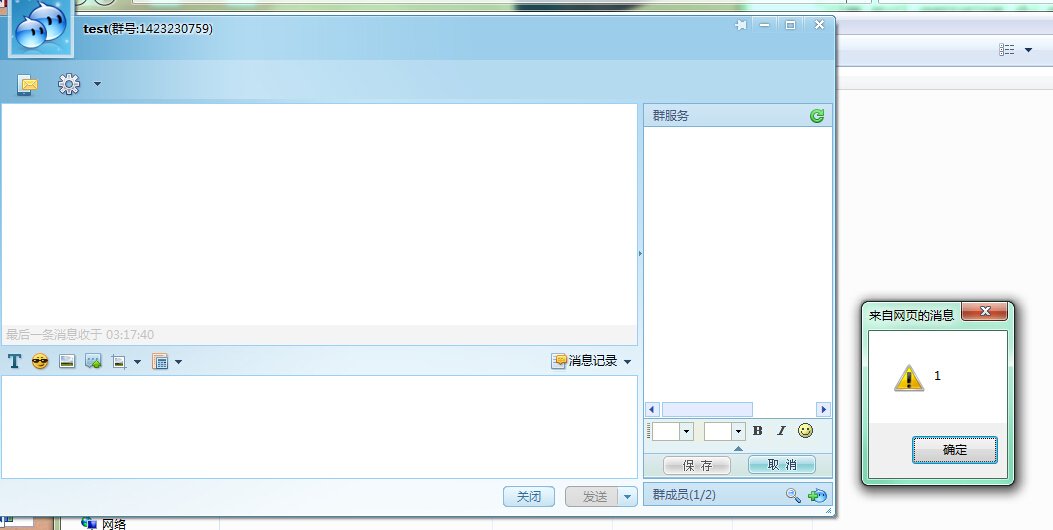 test(群号:1423230759)
群服务
最后一条消息收于 03:17:40
T
消息记录
B I
保 存
取 消
关闭
发送
群成员(1/2)
网络
来自网页的消息
1
确定